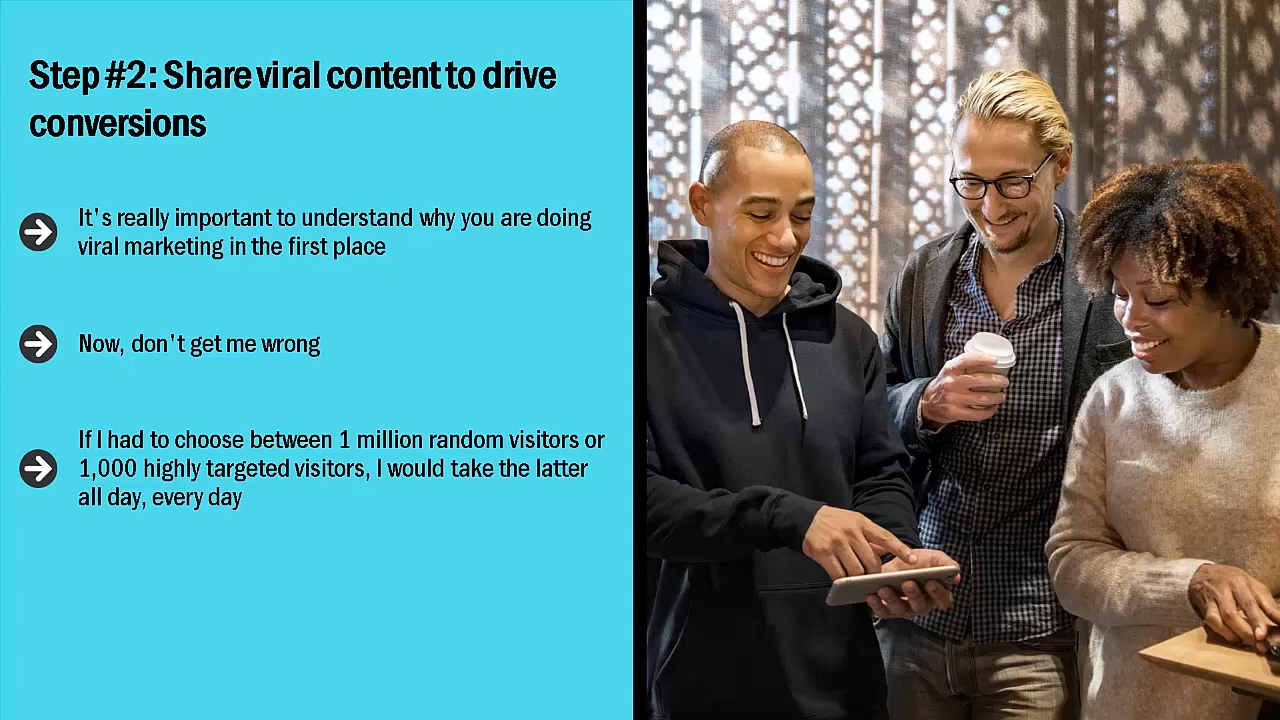 Step #2: Share viral content to drive
conversions
It's really important to understand why you are doing
viral marketing in the first place
Now, don't get me wrong
If I had to choose between 1 million random visitors or
1,000 highly targeted visitors, I would take the latter
all day, every day